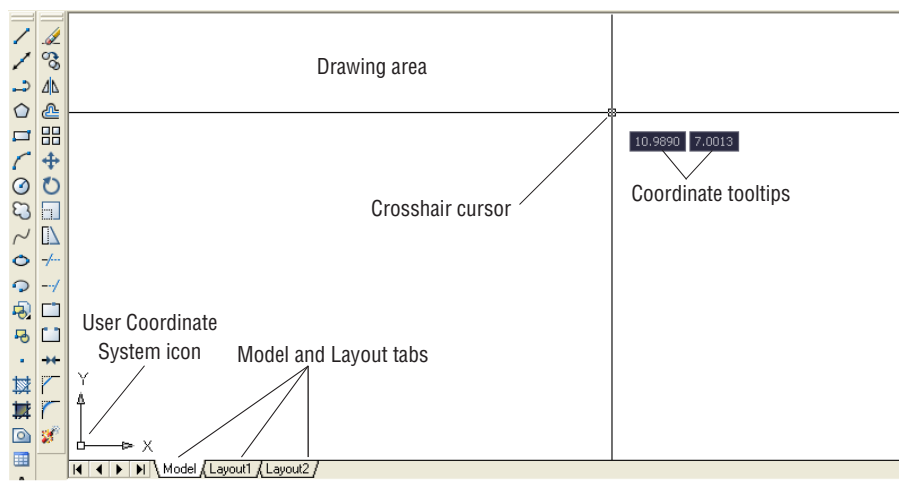 Drawing area
10.9890 7.0013
Coordinate tooltips
Crosshair cursor
User Coordinate
System icon
Model and Layout tabs
Y
X
Model Layout1 Layout2